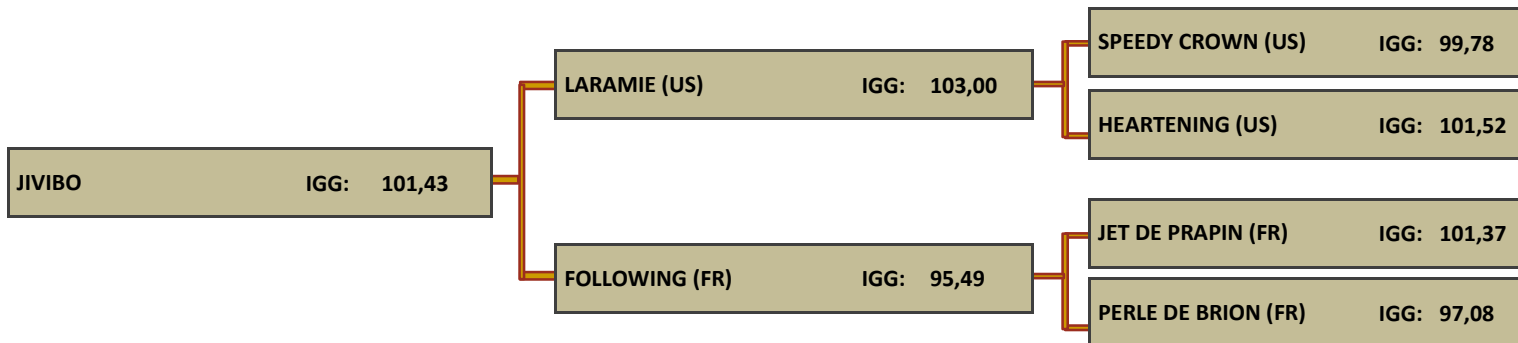 SPEEDY CROWN (US) IGG: 99,78
LARAMIE (US) IGG: 103,00
HEARTENING (US) IGG: 101,52
JIVIBO IGG: 101,43
JET DE PRAPIN (FR) IGG: 101,37
FOLLOWING (FR) IGG: 95,49
PERLE DE BRION (FR) IGG: 97,08